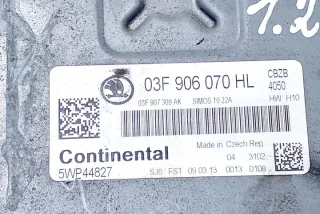 1.2
03F 906 070 HL
CBZB
4050
03F 907 309 AK SIMOS 10.22A
HW H10
Continental
Made in Czech Rep
04 3102
5WP44827
SJ6 FST 09 03 13 0013 0108